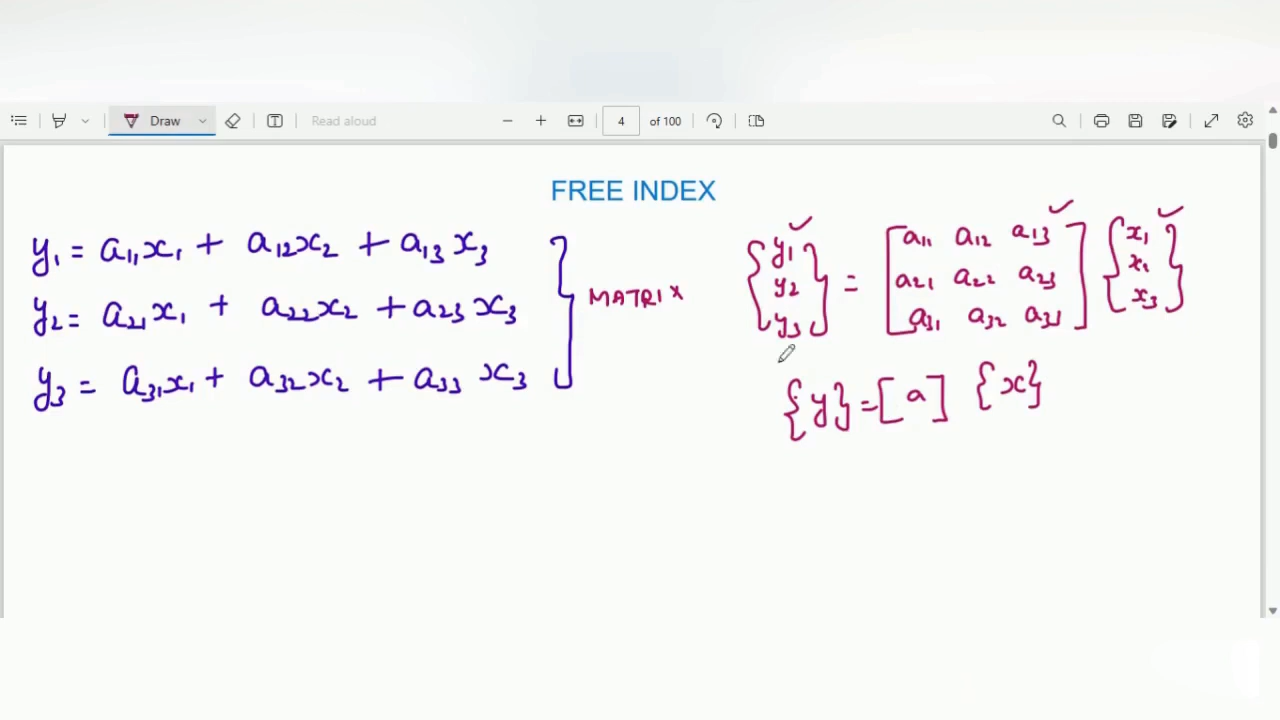 Draw
Read aloud
4 of 100
FREE INDEX
y₁ = a₁₁x₁ + a₁₂x₂ + a₁₃x₃
y₂ = a₂₁x₁ + a₂₂x₂ + a₂₃x₃
y₃ = a₃₁x₁ + a₃₂x₂ + a₃₃x₃
MATRIX
{y₁ y₂ y₃} = [a₁₁ a₁₂ a₁₃
a₂₁ a₂₂ a₂₃
a₃₁ a₃₂ a₃₃] {x₁ x₂ x₃}
{y} = [a] {x}